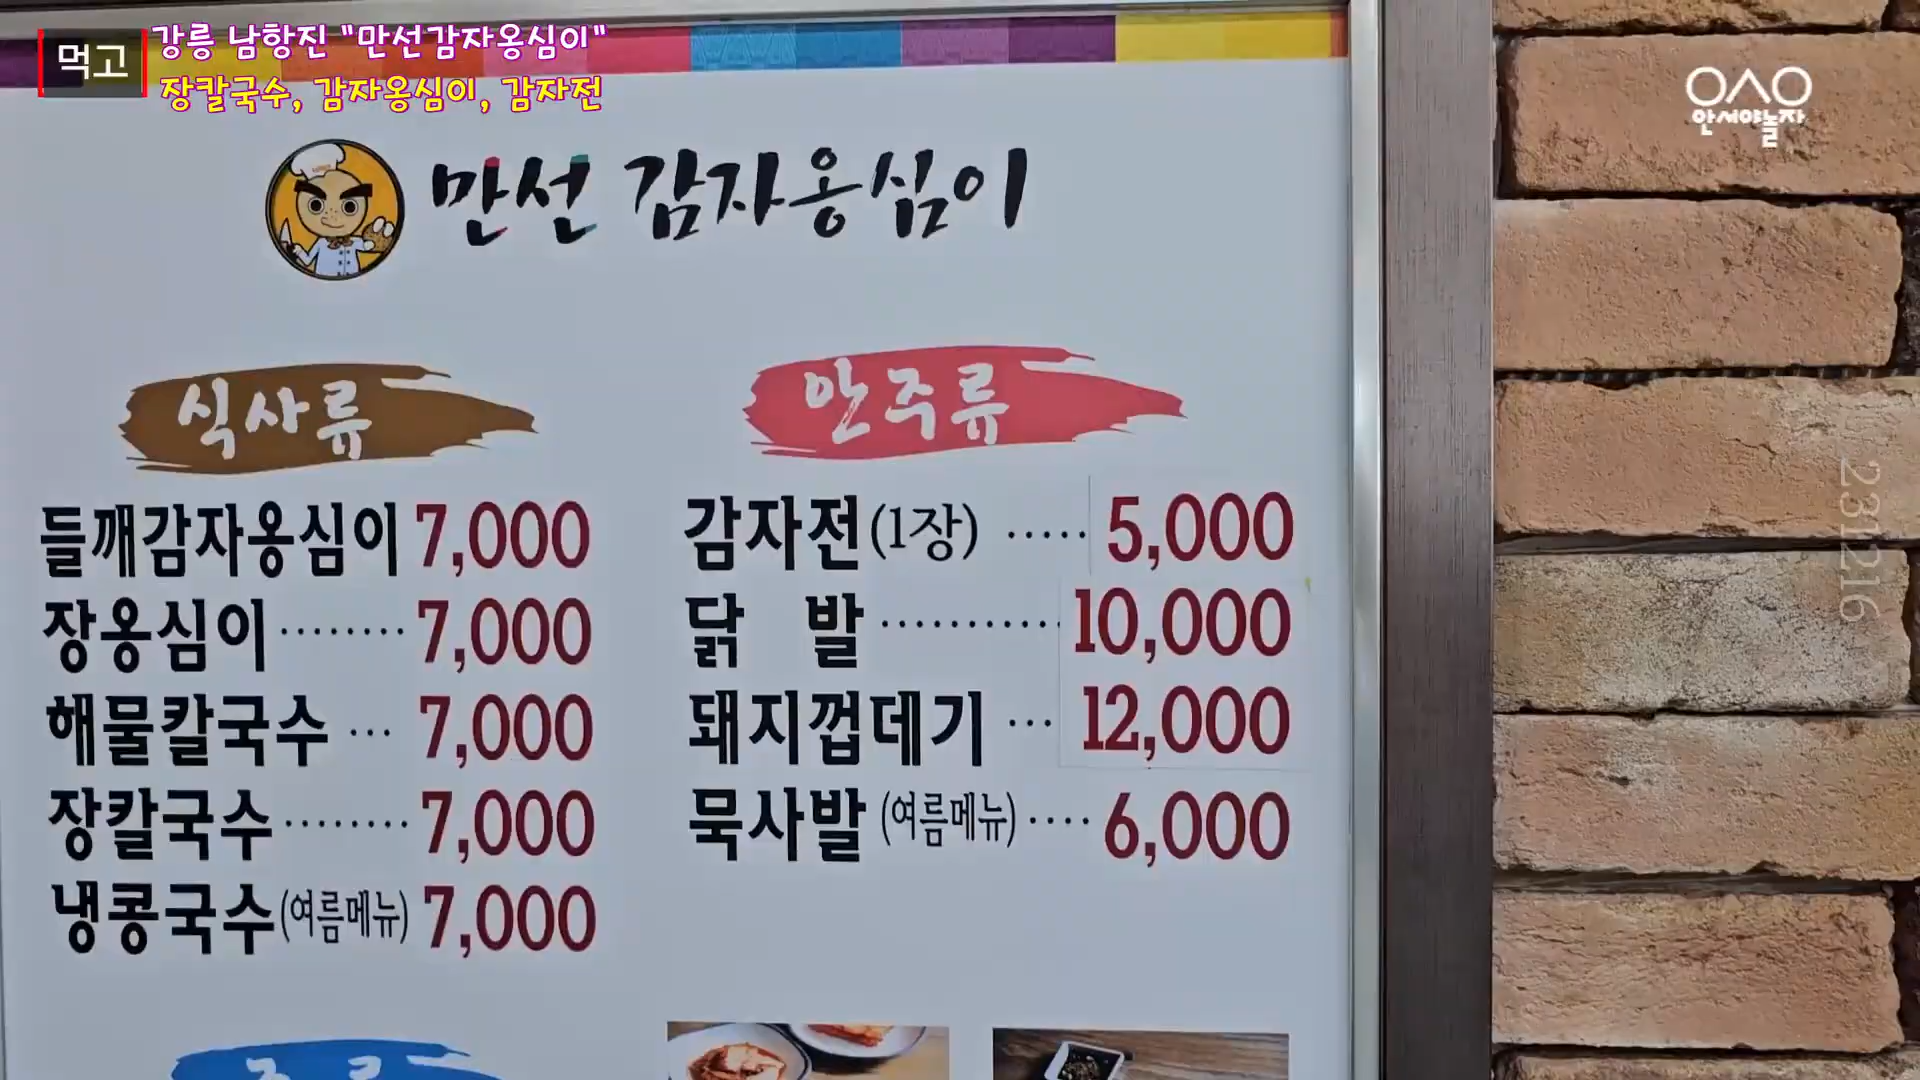 먹고
강릉 남항진 "만선감자옹심이"
장칼국수, 감자옹심이, 감자전
안서야놀자
만선 감자옹심이
식사류
들깨감자옹심이 7,000
장옹심이 ········ 7,000
해물칼국수 ··· 7,000
장칼국수 ········ 7,000
냉콩국수(여름메뉴) 7,000
안주류
감자전(1장) ····· 5,000
닭 발 ··········· 10,000
돼지껍데기 ··· 12,000
묵사발 (여름메뉴) ···· 6,000
231216